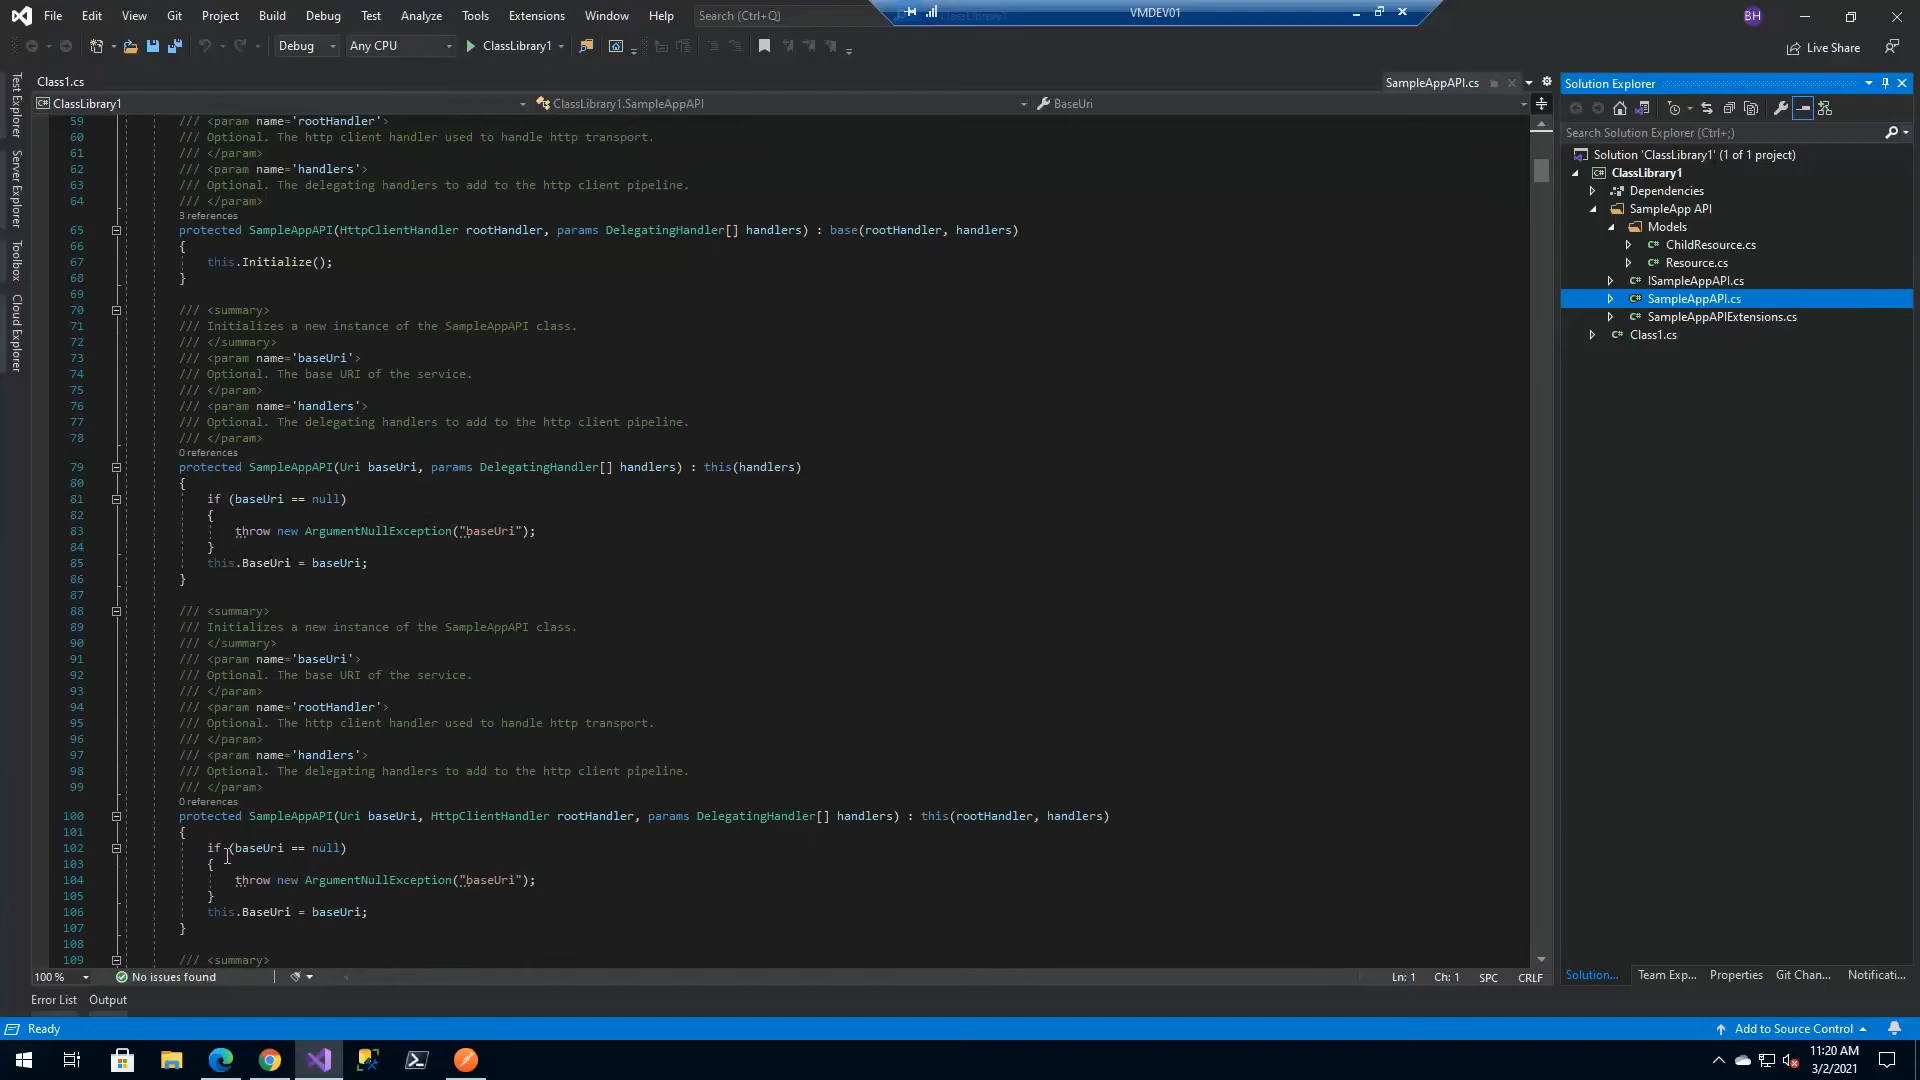 File Edit View Git Project Build Debug Test Analyze Tools Extensions Window Help Search (Ctrl+Q) VMDEV01 BH
Debug Any CPU ClassLibrary1 Live Share
Class1.cs SampleAppAPI.cs
ClassLibrary1 ClassLibrary1.SampleAppAPI BaseUri
Test Explorer
Server Explorer
Toolbox
Cloud Explorer
59 /// <param name='rootHandler'>
60 /// Optional. The http client handler used to handle http transport.
61 /// </param>
62 /// <param name='handlers'>
63 /// Optional. The delegating handlers to add to the http client pipeline.
64 /// </param>
3 references
65 protected SampleAppAPI(HttpClientHandler rootHandler, params DelegatingHandler[] handlers) : base(rootHandler, handlers)
66 {
67 this.Initialize();
68 }
69
70 /// <summary>
71 /// Initializes a new instance of the SampleAppAPI class.
72 /// </summary>
73 /// <param name='baseUri'>
74 /// Optional. The base URI of the service.
75 /// </param>
76 /// <param name='handlers'>
77 /// Optional. The delegating handlers to add to the http client pipeline.
78 /// </param>
0 references
79 protected SampleAppAPI(Uri baseUri, params DelegatingHandler[] handlers) : this(handlers)
80 {
81 if (baseUri == null)
82 {
83 throw new ArgumentNullException("baseUri");
84 }
85 this.BaseUri = baseUri;
86 }
87
88 /// <summary>
89 /// Initializes a new instance of the SampleAppAPI class.
90 /// </summary>
91 /// <param name='baseUri'>
92 /// Optional. The base URI of the service.
93 /// </param>
94 /// <param name='rootHandler'>
95 /// Optional. The http client handler used to handle http transport.
96 /// </param>
97 /// <param name='handlers'>
98 /// Optional. The delegating handlers to add to the http client pipeline.
99 /// </param>
0 references
100 protected SampleAppAPI(Uri baseUri, HttpClientHandler rootHandler, params DelegatingHandler[] handlers) : this(rootHandler, handlers)
101 {
102 if (baseUri == null)
103 {
104 throw new ArgumentNullException("baseUri");
105 }
106 this.BaseUri = baseUri;
107 }
108
109 /// <summary>
100 % No issues found Ln: 1 Ch: 1 SPC CRLF
Error List Output
Solution Explorer
Search Solution Explorer (Ctrl+;)
Solution 'ClassLibrary1' (1 of 1 project)
ClassLibrary1
Dependencies
SampleApp API
Models
ChildResource.cs
Resource.cs
ISampleAppAPI.cs
SampleAppAPI.cs
SampleAppAPIExtensions.cs
Class1.cs
Solution... Team Exp... Properties Git Chan... Notificati...
Ready Add to Source Control
11:20 AM
3/2/2021